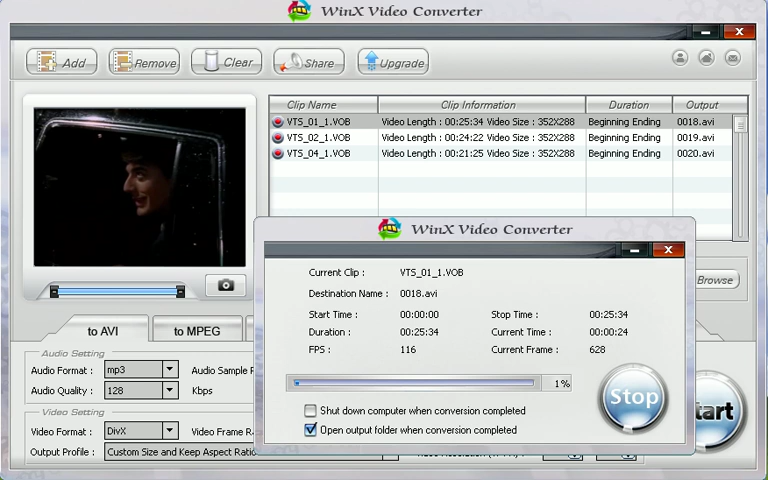 WinX Video Converter
Add Remove Clear Share Upgrade
Clip Name Clip Information Duration Output
VTS_01_1.VOB Video Length : 00:25:34 Video Size : 352X288 Beginning Ending 0018.avi
VTS_02_1.VOB Video Length : 00:24:22 Video Size : 352X288 Beginning Ending 0019.avi
VTS_04_1.VOB Video Length : 00:21:25 Video Size : 352X288 Beginning Ending 0020.avi
WinX Video Converter
Current Clip : VTS_01_1.VOB
Browse
Destination Name : 0018.avi
Start Time : 00:00:00 Stop Time : 00:25:34
to AVI to MPEG
Duration : 00:25:34 Current Time : 00:00:24
FPS : 116 Current Frame : 628
Audio Setting
Audio Format : mp3 Audio Sample
1%
Audio Quality : 128 Kbps
Stop
Shut down computer when conversion completed
Video Setting
Open output folder when conversion completed
Video Format : DivX Video Frame
Output Profile : Custom Size and Keep Aspect Ratio